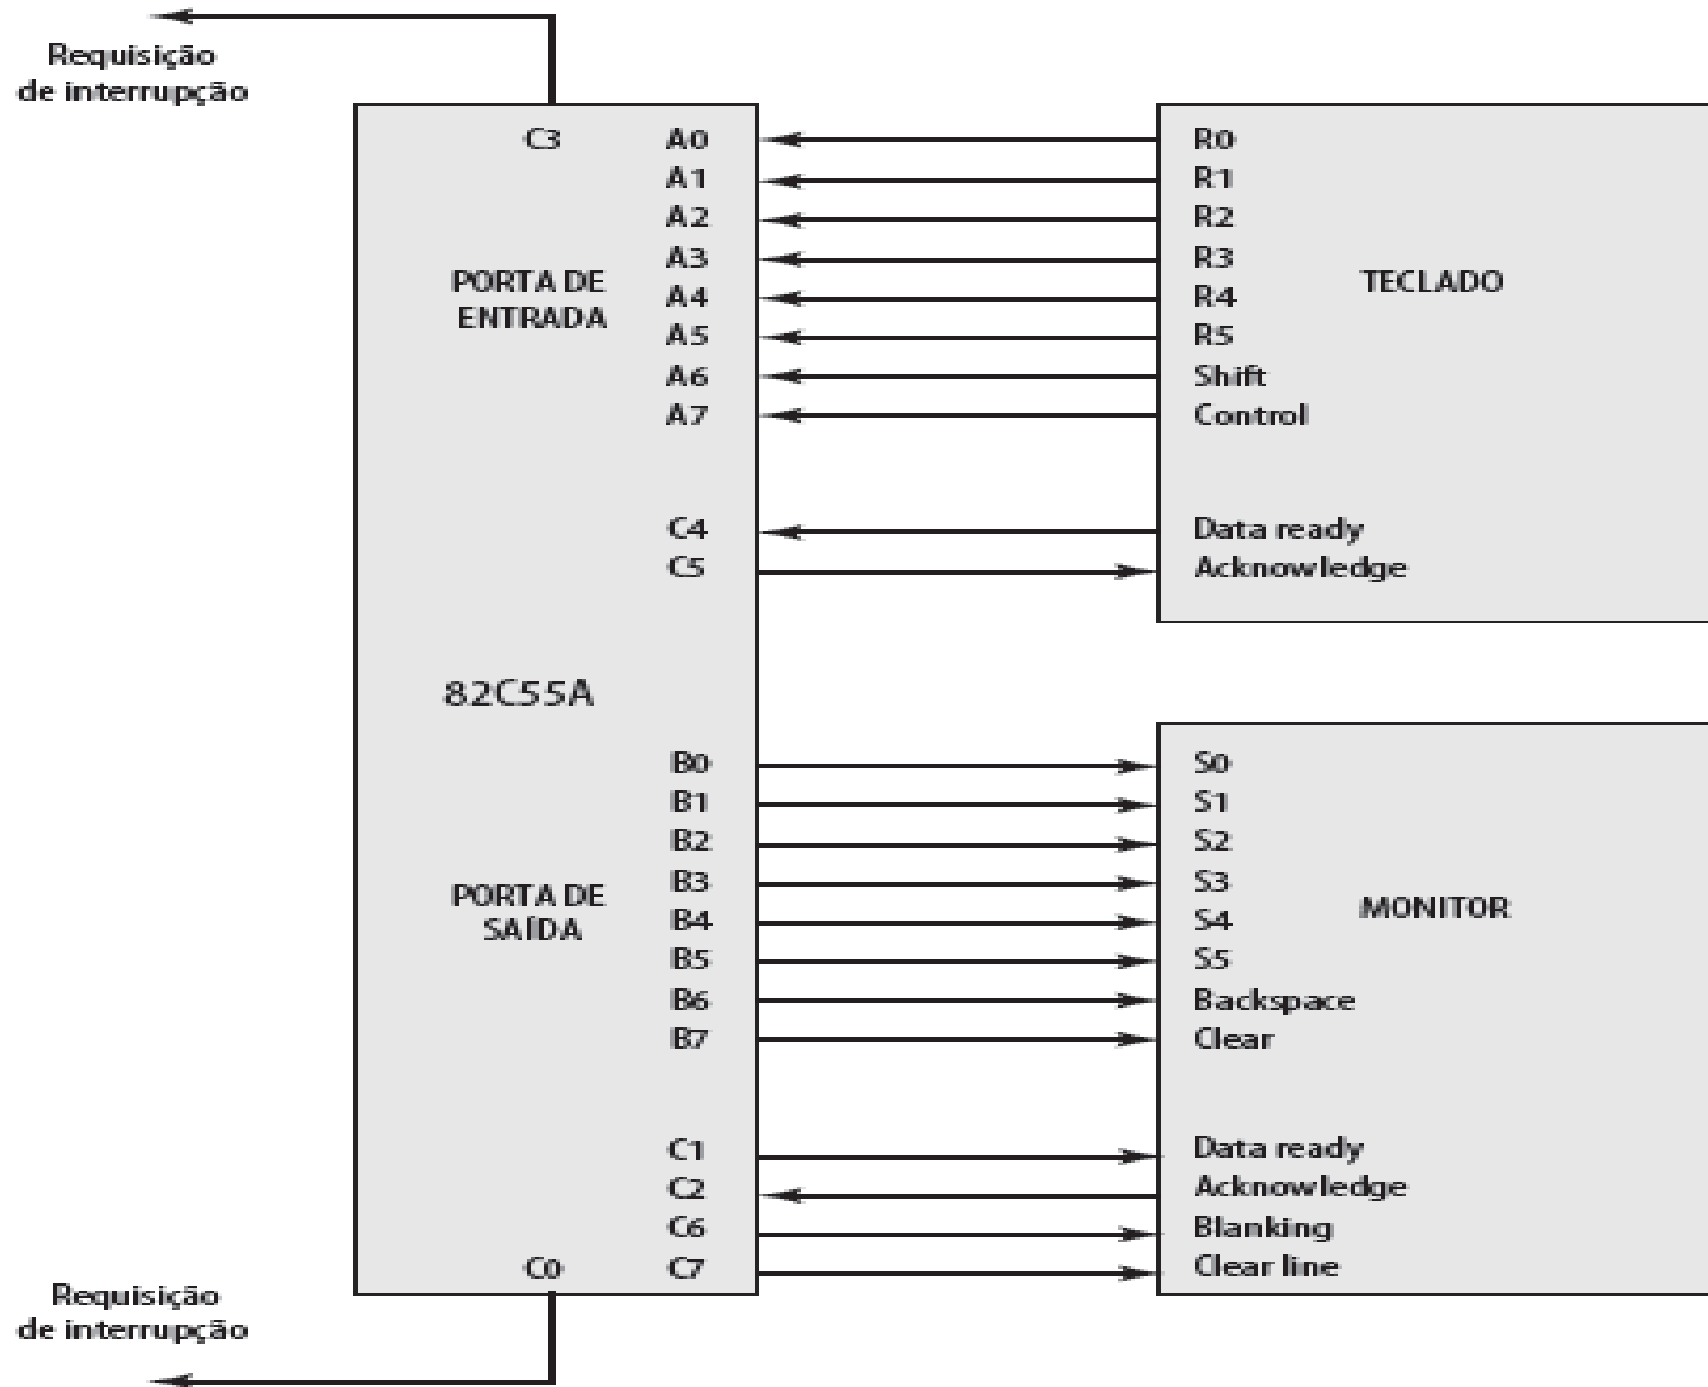 Requisição
de interrupção
C3
A0
A1
A2
A3
A4
A5
A6
A7
PORTA DE
ENTRADA
C4
C5
82C55A
B0
B1
B2
B3
B4
B5
B6
B7
PORTA DE
SAÍDA
C1
C2
C6
C7
C0
Requisição
de interrupção
R0
R1
R2
R3
R4
R5
Shift
Control
TECLADO
Data ready
Acknowledge
S0
S1
S2
S3
S4
S5
Backspace
Clear
MONITOR
Data ready
Acknowledge
Blanking
Clear line